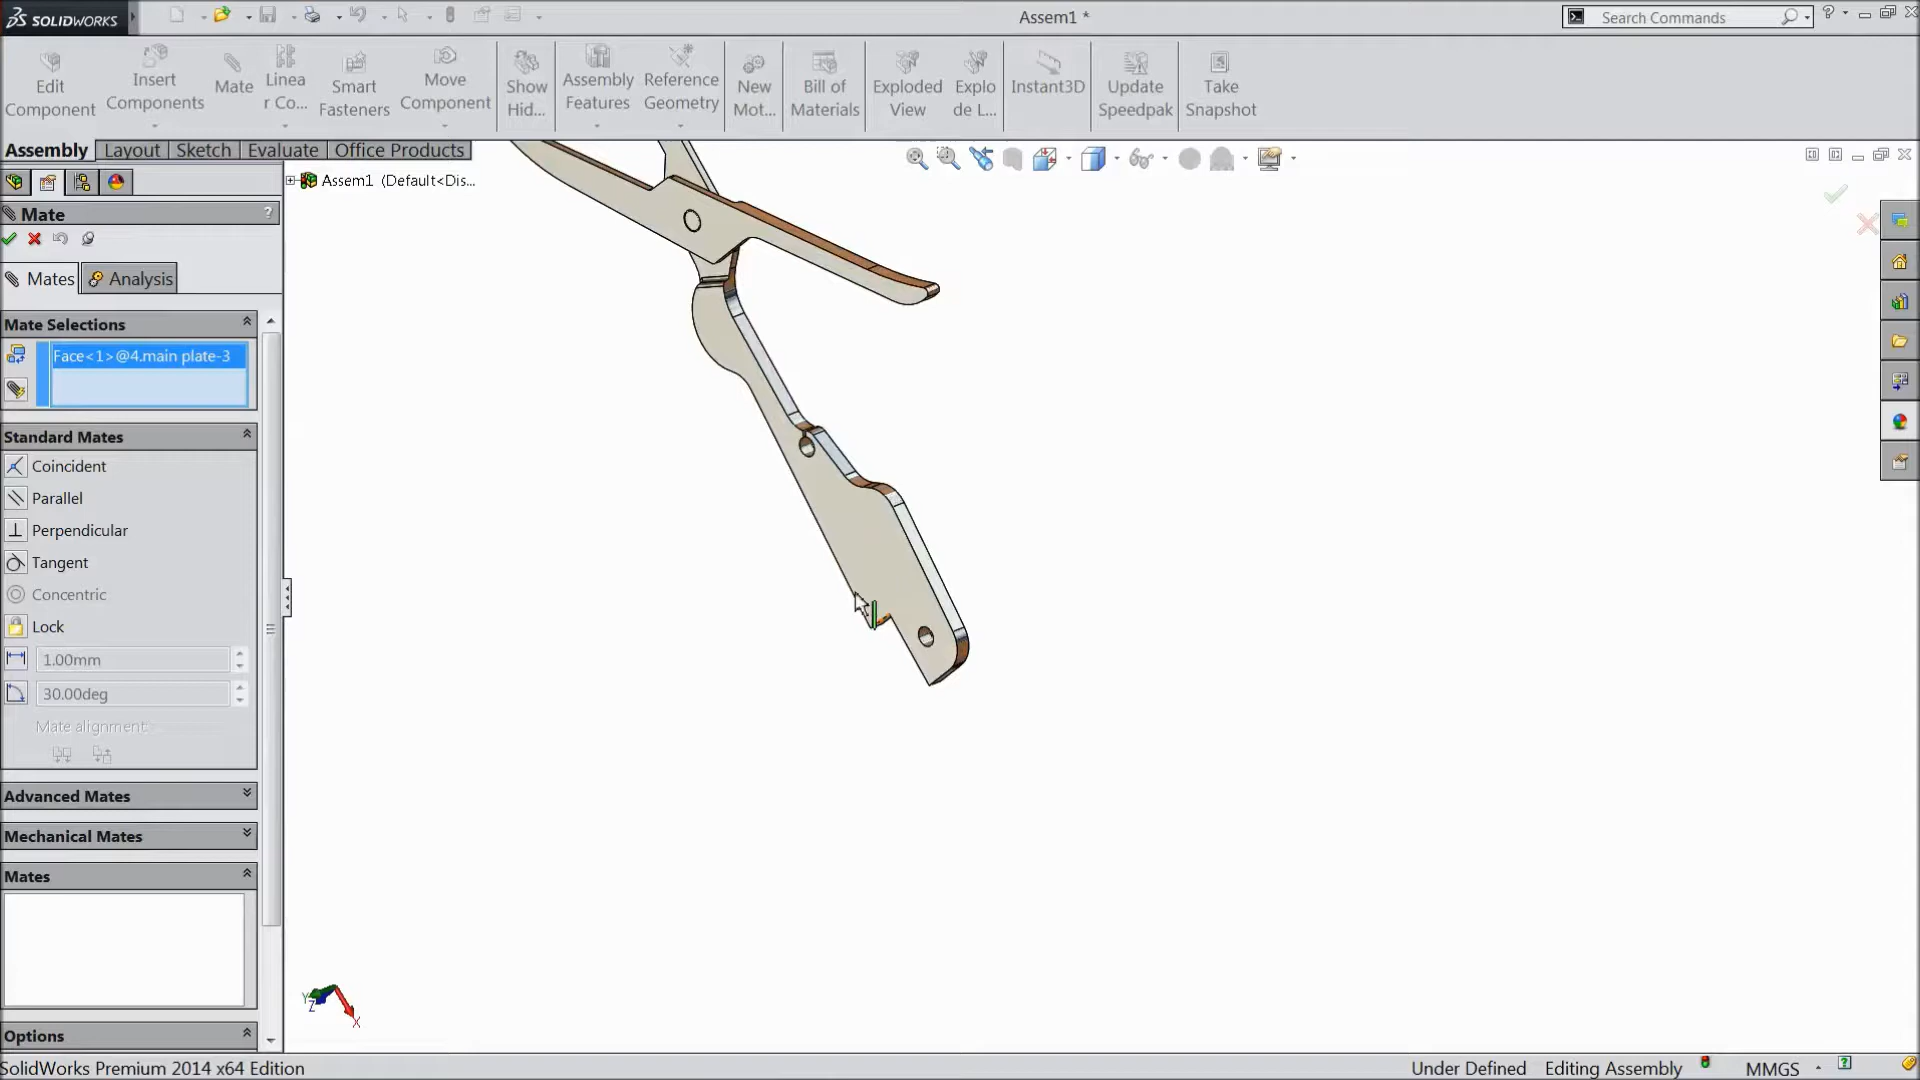 SOLIDWORKS
Assem1 *
Search Commands
Edit Component
Insert Components
Mate
Linea r Co...
Smart Fasteners
Move Component
Show Hid...
Assembly Features
Reference Geometry
New Mot...
Bill of Materials
Exploded View
Explo de L...
Instant3D
Update Speedpak
Take Snapshot
Assembly
Layout
Sketch
Evaluate
Office Products
Assem1 (Default<Dis...
Mate
?
Mates
Analysis
Mate Selections
Face<1>@4.main plate-3
Standard Mates
Coincident
Parallel
Perpendicular
Tangent
Concentric
Lock
1.00mm
30.00deg
Mate alignment:
Advanced Mates
Mechanical Mates
Mates
Y
Z
X
Options
SolidWorks Premium 2014 x64 Edition
Under Defined
Editing Assembly
MMGS